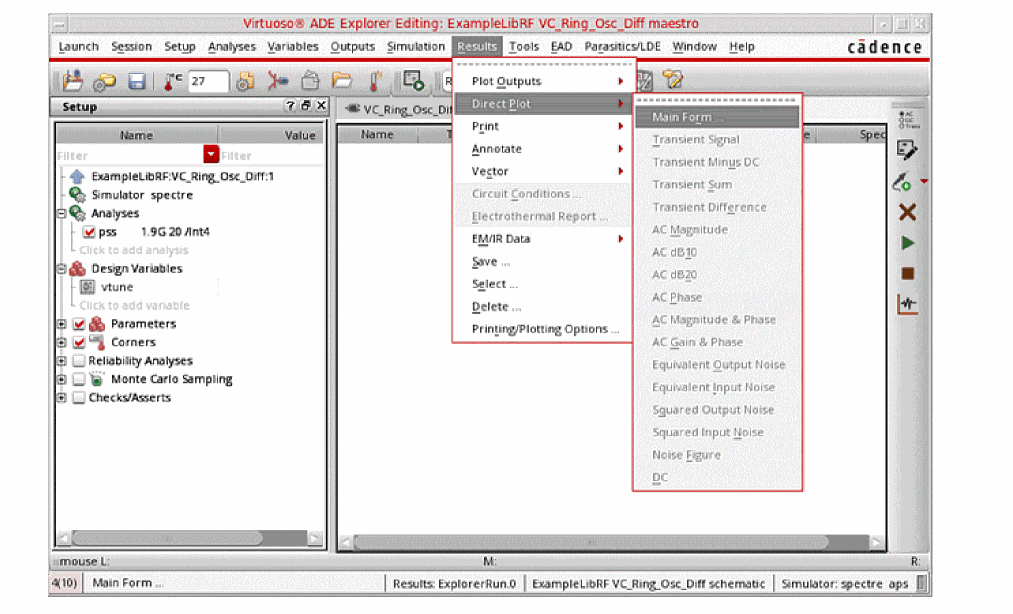 Virtuoso® ADE Explorer Editing: ExampleLibRF VC_Ring_Osc_Diff maestro
Launch Session Setup Analyses Variables Outputs Simulation Results Tools EAD Parasitics/LDE Window Help cādence
27
Setup
VC_Ring_Osc_Di
Name Value
Filter Filter
ExampleLibRF:VC_Ring_Osc_Diff:1
Simulator spectre
Analyses
pss 1.9G 20 /Int4
Click to add analysis
Design Variables
vtune
Click to add variable
Parameters
Corners
Reliability Analyses
Monte Carlo Sampling
Checks/Asserts
Name T e Spec
Plot Outputs
Direct Plot
Print
Annotate
Vector
Circuit Conditions ...
Electrothermal Report ...
EM/IR Data
Save ...
Select ...
Delete ...
Printing/Plotting Options ...
Main Form ...
Transient Signal
Transient Minus DC
Transient Sum
Transient Difference
AC Magnitude
AC dB10
AC dB20
AC Phase
AC Magnitude & Phase
AC Gain & Phase
Equivalent Output Noise
Equivalent Input Noise
Squared Output Noise
Squared Input Noise
Noise Figure
DC
AC
DC
Trans
mouse L: M: R:
4(10) Main Form ... Results: ExplorerRun.0 ExampleLibRF VC_Ring_Osc_Diff schematic Simulator: spectre aps